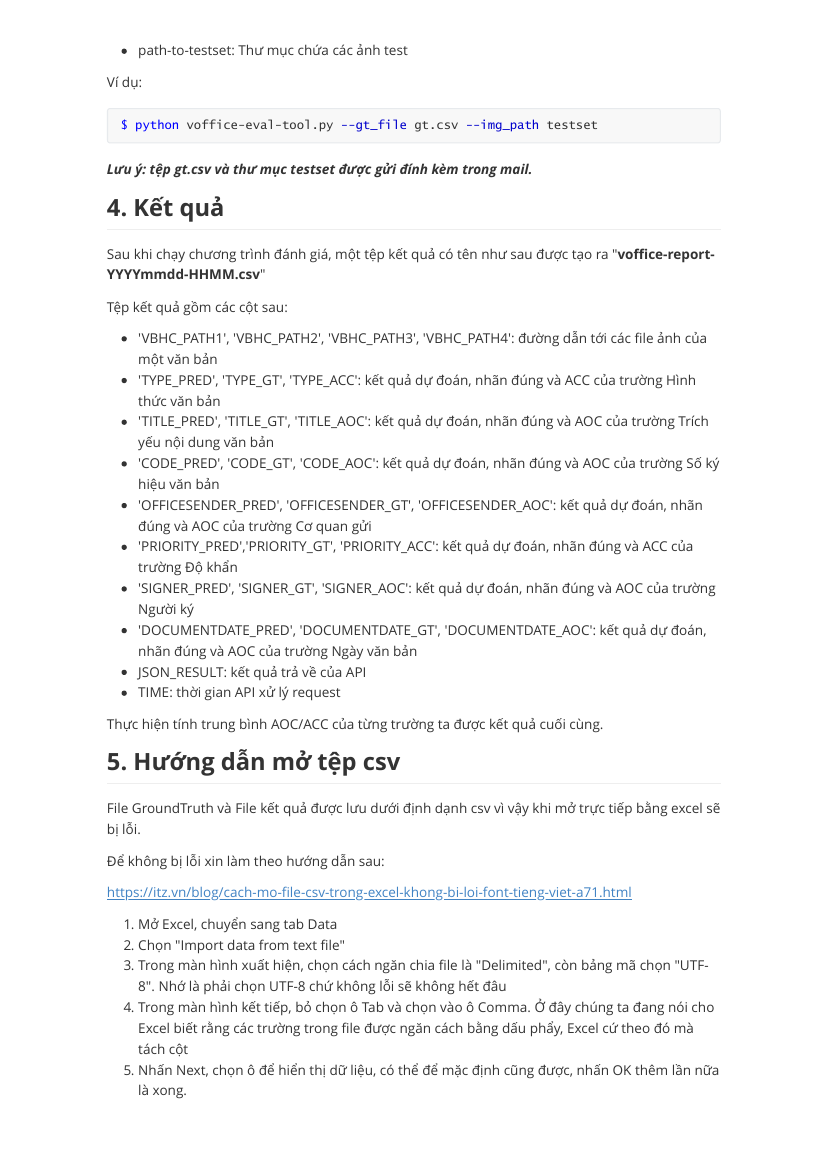 • path-to-testset: Thư mục chứa các ảnh test
Ví dụ:
$ python voffice-eval-tool.py --gt_file gt.csv --img_path testset
Lưu ý: tệp gt.csv và thư mục testset được gửi đính kèm trong mail.
4. Kết quả
Sau khi chạy chương trình đánh giá, một tệp kết quả có tên như sau được tạo ra "voffice-report-
YYYYmmdd-HHMM.csv"
Tệp kết quả gồm các cột sau:
• 'VBHC_PATH1', 'VBHC_PATH2', 'VBHC_PATH3', 'VBHC_PATH4': đường dẫn tới các file ảnh của
một văn bản
• 'TYPE_PRED', 'TYPE_GT', 'TYPE_ACC': kết quả dự đoán, nhãn đúng và ACC của trường Hình
thức văn bản
• 'TITLE_PRED', 'TITLE_GT', 'TITLE_AOC': kết quả dự đoán, nhãn đúng và AOC của trường Trích
yếu nội dung văn bản
• 'CODE_PRED', 'CODE_GT', 'CODE_AOC': kết quả dự đoán, nhãn đúng và AOC của trường Số ký
hiệu văn bản
• 'OFFICESENDER_PRED', 'OFFICESENDER_GT', 'OFFICESENDER_AOC': kết quả dự đoán, nhãn
đúng và AOC của trường Cơ quan gửi
• 'PRIORITY_PRED','PRIORITY_GT', 'PRIORITY_ACC': kết quả dự đoán, nhãn đúng và ACC của
trường Độ khẩn
• 'SIGNER_PRED', 'SIGNER_GT', 'SIGNER_AOC': kết quả dự đoán, nhãn đúng và AOC của trường
Người ký
• 'DOCUMENTDATE_PRED', 'DOCUMENTDATE_GT', 'DOCUMENTDATE_AOC': kết quả dự đoán,
nhãn đúng và AOC của trường Ngày văn bản
• JSON_RESULT: kết quả trả về của API
• TIME: thời gian API xử lý request
Thực hiện tính trung bình AOC/ACC của từng trường ta được kết quả cuối cùng.
5. Hướng dẫn mở tệp csv
File GroundTruth và File kết quả được lưu dưới định dạnh csv vì vậy khi mở trực tiếp bằng excel sẽ
bị lỗi.
Để không bị lỗi xin làm theo hướng dẫn sau:
https://itz.vn/blog/cach-mo-file-csv-trong-excel-khong-bi-loi-font-tieng-viet-a71.html
1. Mở Excel, chuyển sang tab Data
2. Chọn "Import data from text file"
3. Trong màn hình xuất hiện, chọn cách ngăn chia file là "Delimited", còn bảng mã chọn "UTF-
8". Nhớ là phải chọn UTF-8 chứ không lỗi sẽ không hết đâu
4. Trong màn hình kết tiếp, bỏ chọn ô Tab và chọn vào ô Comma. Ở đây chúng ta đang nói cho
Excel biết rằng các trường trong file được ngăn cách bằng dấu phẩy, Excel cứ theo đó mà
tách cột
5. Nhấn Next, chọn ô để hiển thị dữ liệu, có thể để mặc định cũng được, nhấn OK thêm lần nữa
là xong.